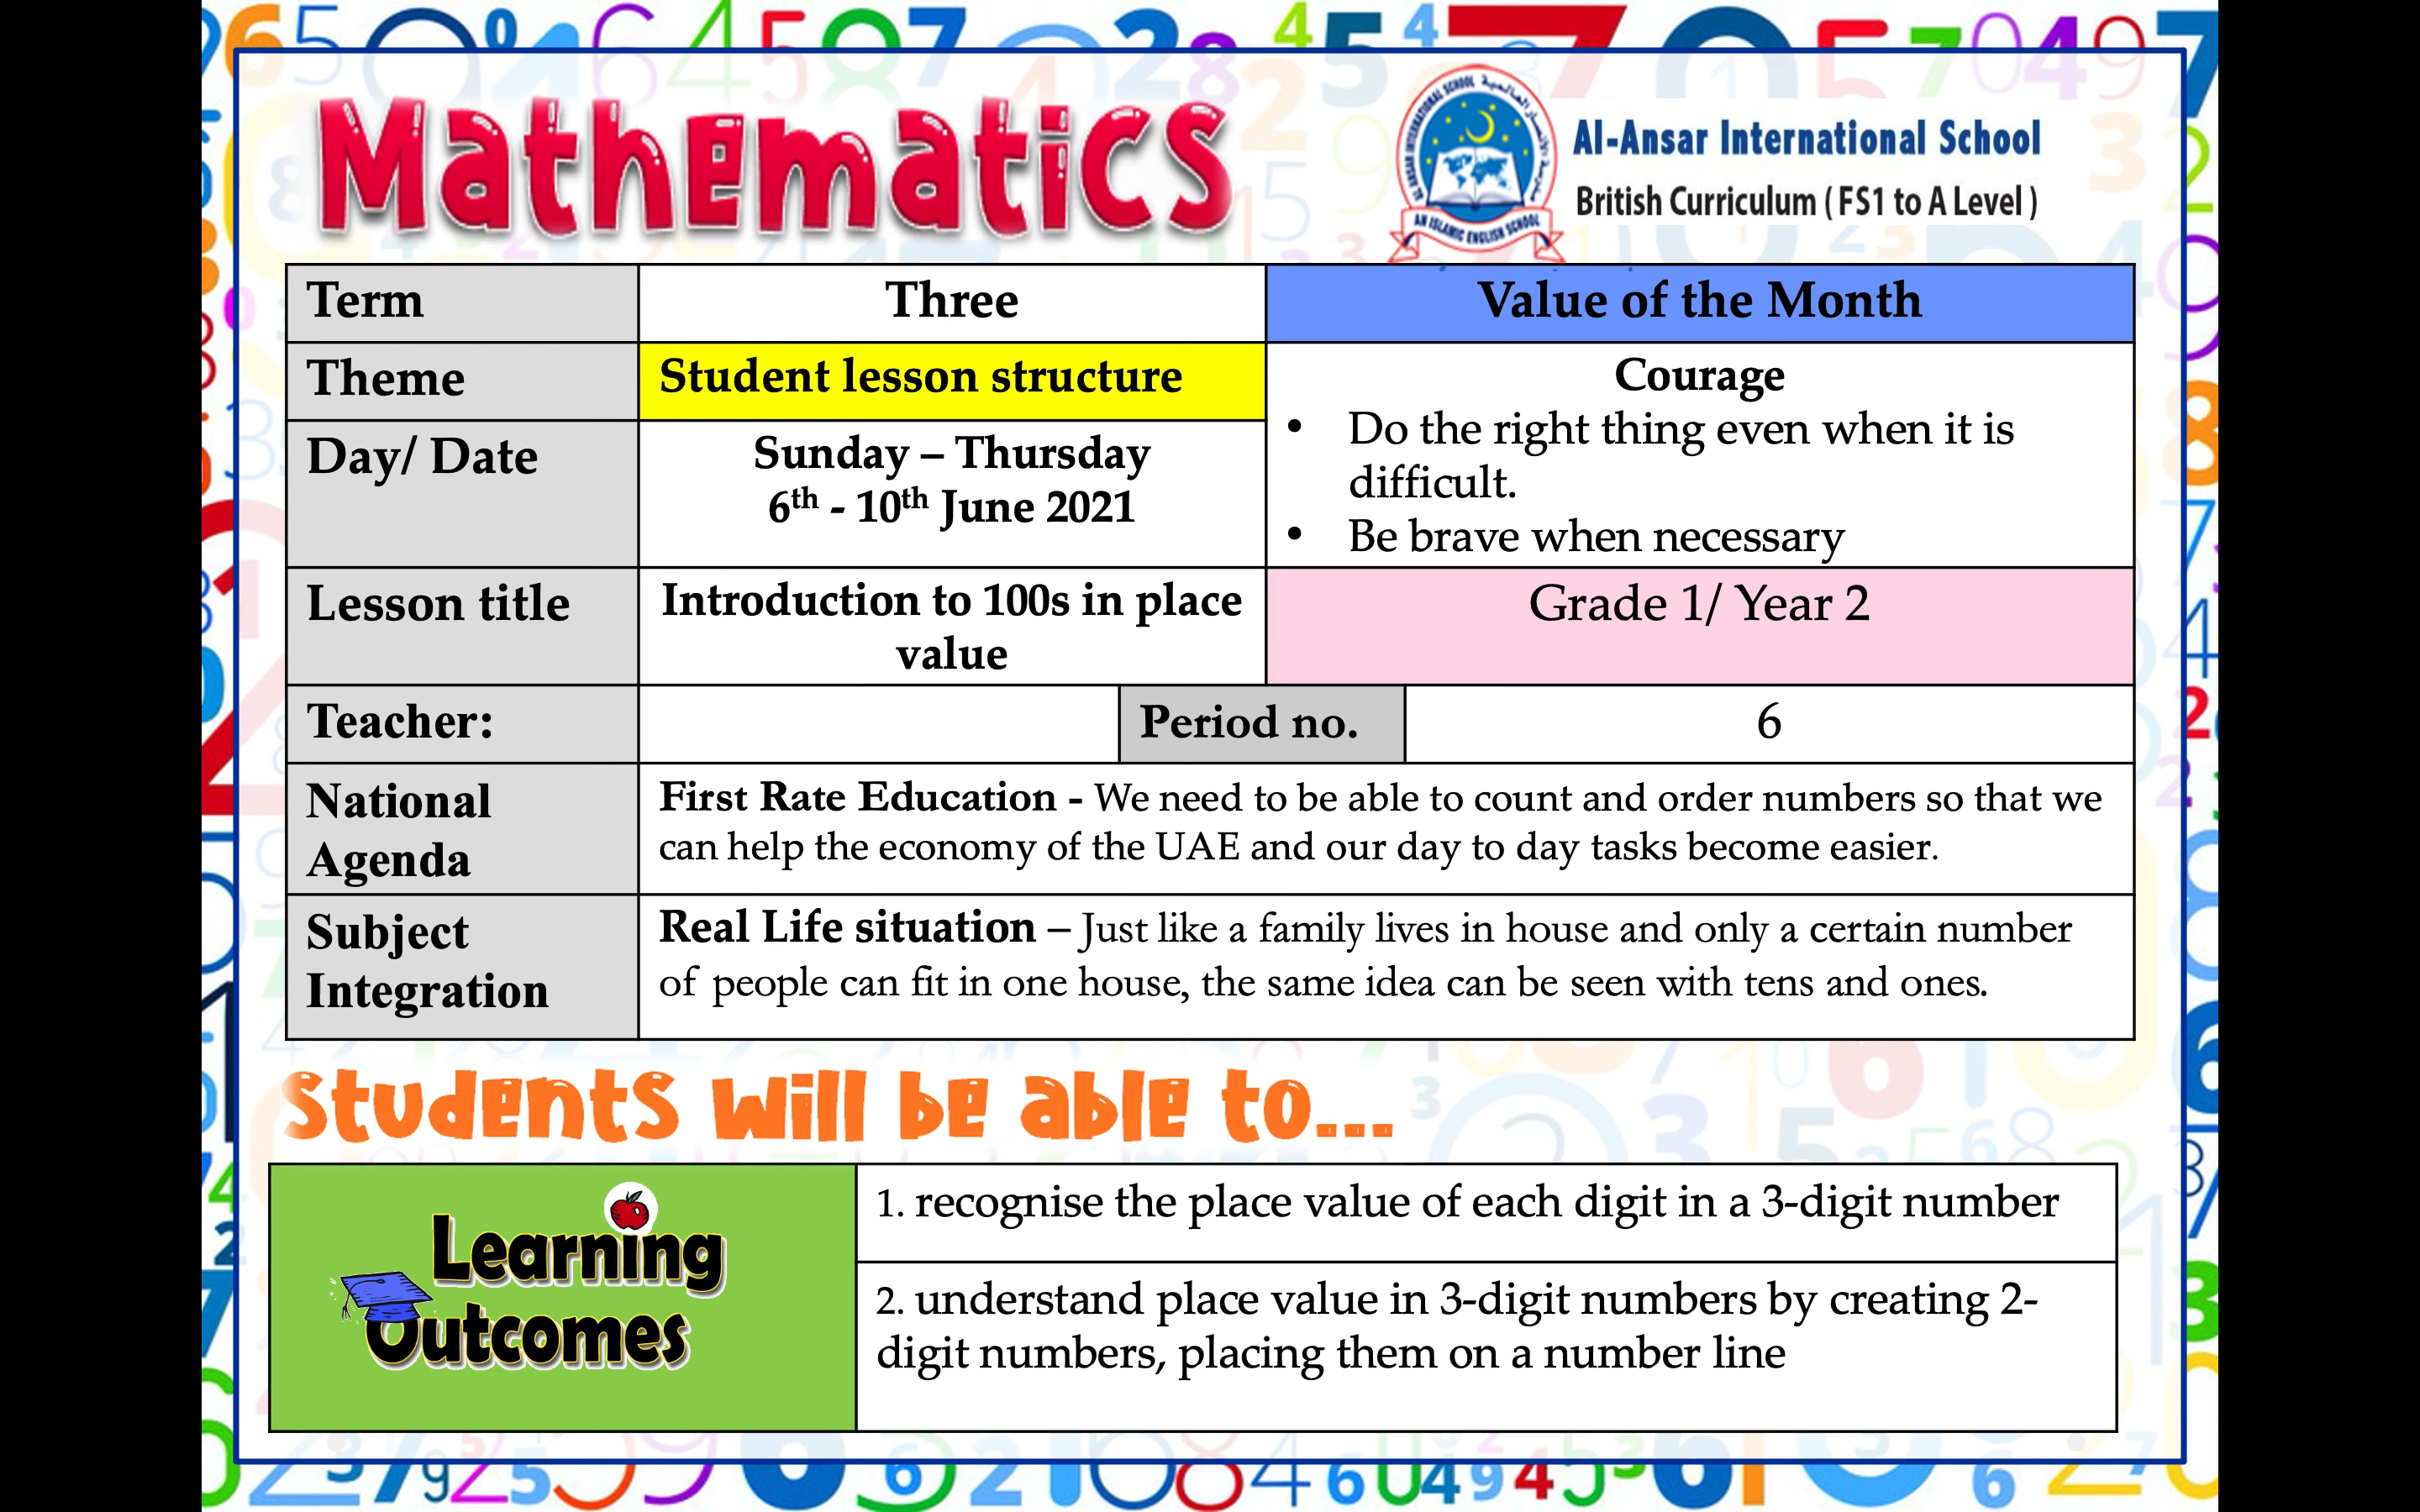 Mathematics
AL ANSAR INTERNATIONAL SCHOOL
AN ISLAMIC ENGLISH SCHOOL
Al-Ansar International School
British Curriculum ( FS1 to A Level )
Term
Three
Value of the Month
Theme
Student lesson structure
Courage
• Do the right thing even when it is
difficult.
• Be brave when necessary
Day/ Date
Sunday – Thursday
6th - 10th June 2021
Lesson title
Introduction to 100s in place
value
Grade 1/ Year 2
Teacher:
Period no.
6
National
Agenda
First Rate Education - We need to be able to count and order numbers so that we
can help the economy of the UAE and our day to day tasks become easier.
Subject
Integration
Real Life situation – Just like a family lives in house and only a certain number
of people can fit in one house, the same idea can be seen with tens and ones.
Students will be able to...
Learning
Outcomes
1. recognise the place value of each digit in a 3-digit number
2. understand place value in 3-digit numbers by creating 2-
digit numbers, placing them on a number line